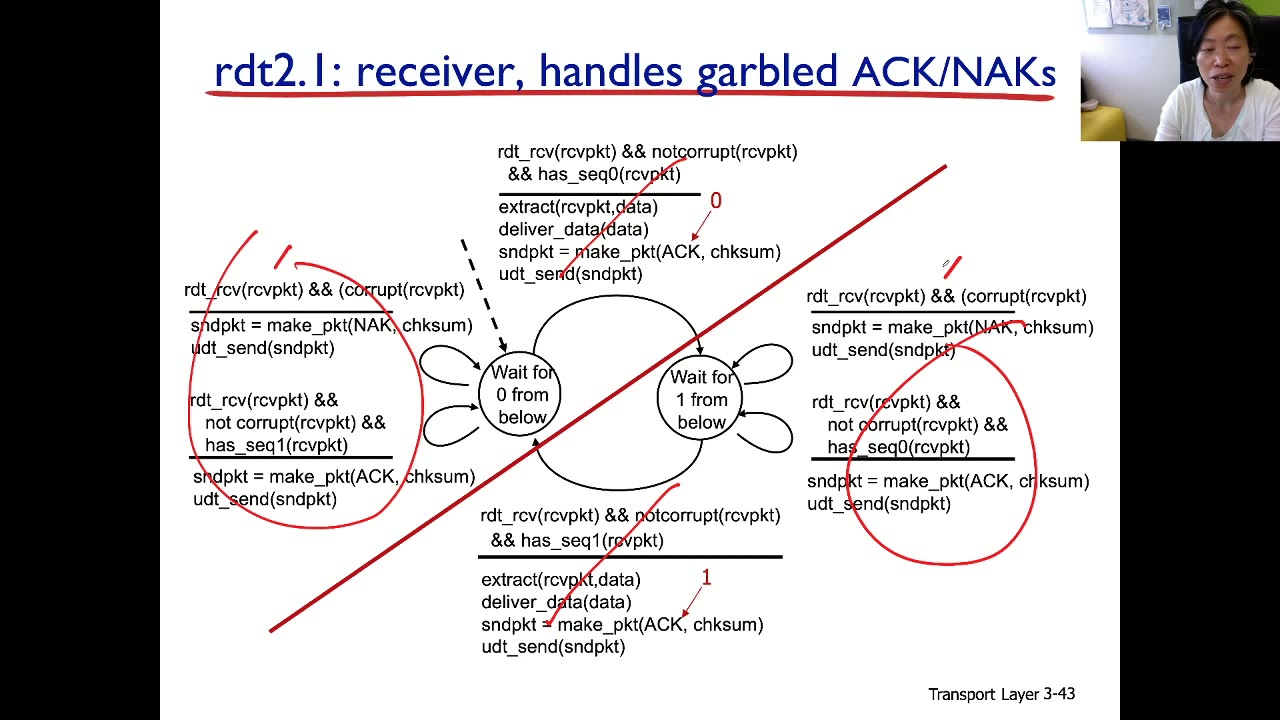 rdt2.1: receiver, handles garbled ACK/NAKs
rdt_rcv(rcvpkt) && notcorrupt(rcvpkt)
&& has_seq0(rcvpkt)
extract(rcvpkt,data)
deliver_data(data)
sndpkt = make_pkt(ACK, chksum)
udt_send(sndpkt)
0
rdt_rcv(rcvpkt) && (corrupt(rcvpkt)
sndpkt = make_pkt(NAK, chksum)
udt_send(sndpkt)
rdt_rcv(rcvpkt) &&
not corrupt(rcvpkt) &&
has_seq1(rcvpkt)
sndpkt = make_pkt(ACK, chksum)
udt_send(sndpkt)
Wait for
0 from
below
Wait for
1 from
below
rdt_rcv(rcvpkt) && (corrupt(rcvpkt)
sndpkt = make_pkt(NAK, chksum)
udt_send(sndpkt)
rdt_rcv(rcvpkt) &&
not corrupt(rcvpkt) &&
has_seq0(rcvpkt)
sndpkt = make_pkt(ACK, chksum)
udt_send(sndpkt)
rdt_rcv(rcvpkt) && notcorrupt(rcvpkt)
&& has_seq1(rcvpkt)
extract(rcvpkt,data)
deliver_data(data)
sndpkt = make_pkt(ACK, chksum)
udt_send(sndpkt)
1
Transport Layer 3-43